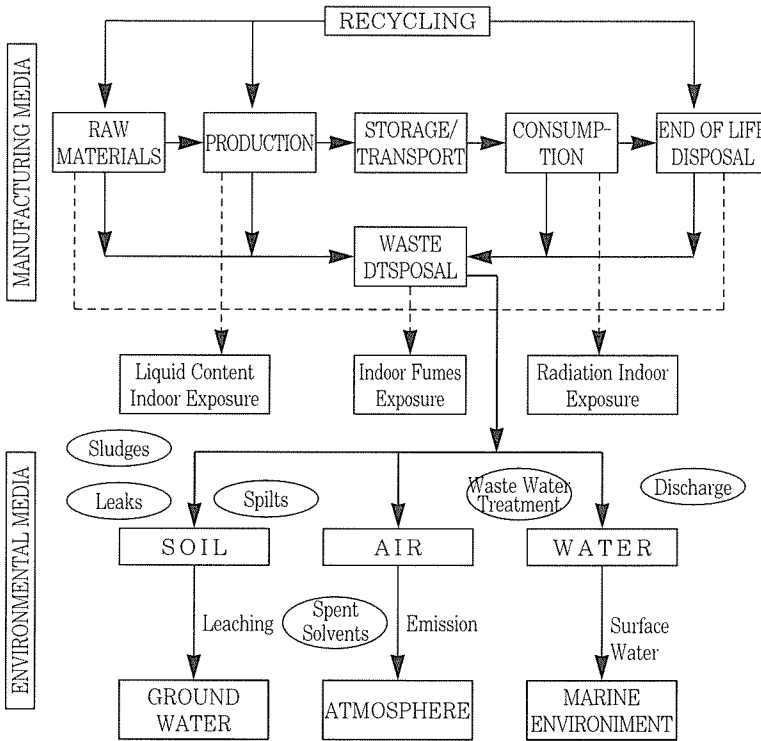 RECYCLING
MANUFACTURING MEDIA
RAW
MATERIALS
PRODUCTION
STORAGE/
TRANSPORT
CONSUMP-
TION
END OF LIFE
DISPOSAL
WASTE
DTSPOSAL
Liquid Content
Indoor Exposure
Indoor Fumes
Exposure
Radiation Indoor
Exposure
ENVIRONMENTAL MEDIA
Sludges
Leaks
Spilts
Waste Water
Treatment
Discharge
SOIL
AIR
WATER
Leaching
Spent
Solvents
Emission
Surface
Water
GROUND
WATER
ATMOSPHERE
MARINE
ENVIRONIMENT